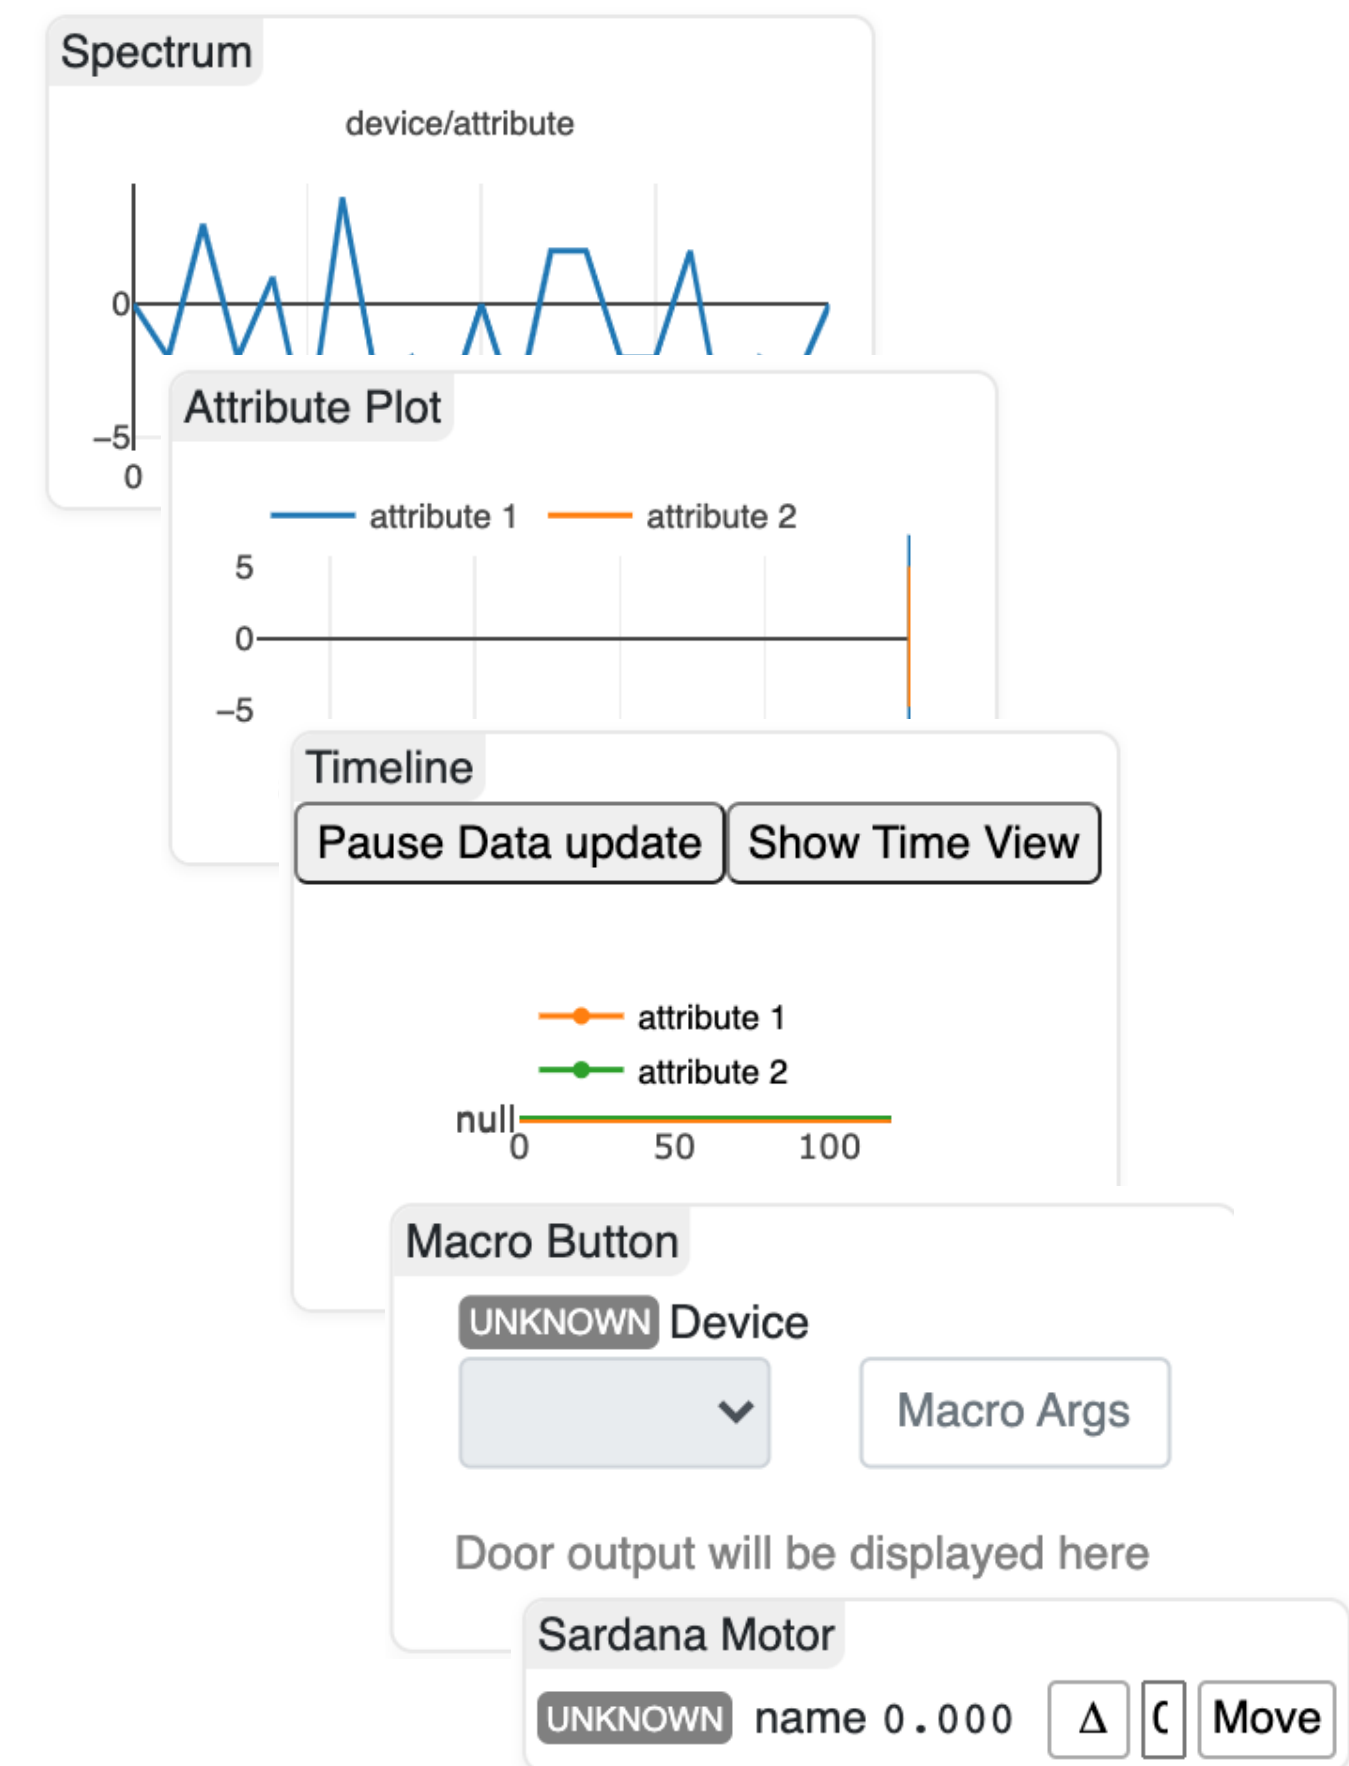 Spectrum
device/attribute
0
−5
0
Attribute Plot
attribute 1 attribute 2
5
0
−5
Timeline
Pause Data update Show Time View
attribute 1
attribute 2
null
0 50 100
Macro Button
UNKNOWN Device
Macro Args
Door output will be displayed here
Sardana Motor
UNKNOWN name 0.000 Δ Move